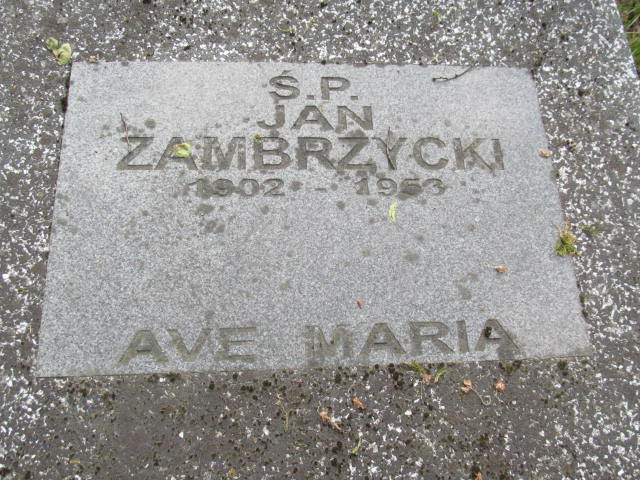 Ś.P.
JAN
ZAMBRZYCKI
1902 - 1953
AVE MARIA